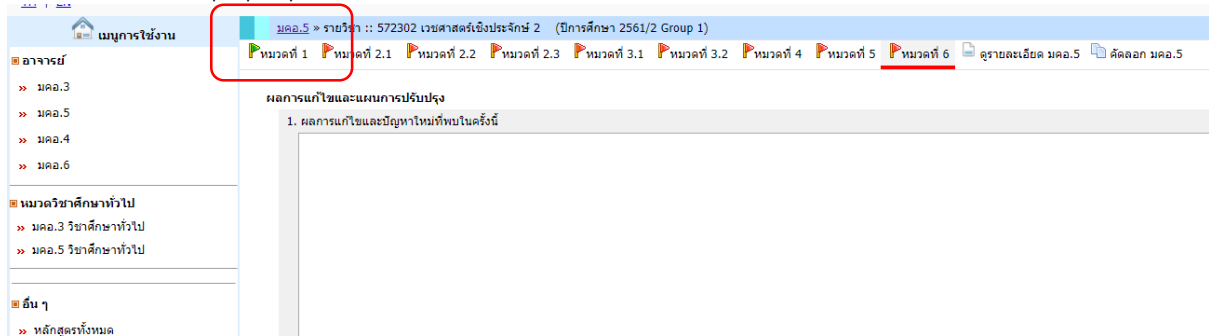 TH | EN
เมนูการใช้งาน
อาจารย์
» มคอ.3
» มคอ.5
» มคอ.4
» มคอ.6
หมวดวิชาศึกษาทั่วไป
» มคอ.3 วิชาศึกษาทั่วไป
» มคอ.5 วิชาศึกษาทั่วไป
อื่น ๆ
» หลักสูตรทั้งหมด
มคอ.5 » รายวิชา :: 572302 เวชศาสตร์เชิงประจักษ์ 2 (ปีการศึกษา 2561/2 Group 1)
หมวดที่ 1 หมวดที่ 2.1 หมวดที่ 2.2 หมวดที่ 2.3 หมวดที่ 3.1 หมวดที่ 3.2 หมวดที่ 4 หมวดที่ 5 หมวดที่ 6 ดูรายละเอียด มคอ.5 คัดลอก มคอ.5
ผลการแก้ไขและแผนการปรับปรุง
1. ผลการแก้ไขและปัญหาใหม่ที่พบในครั้งนี้